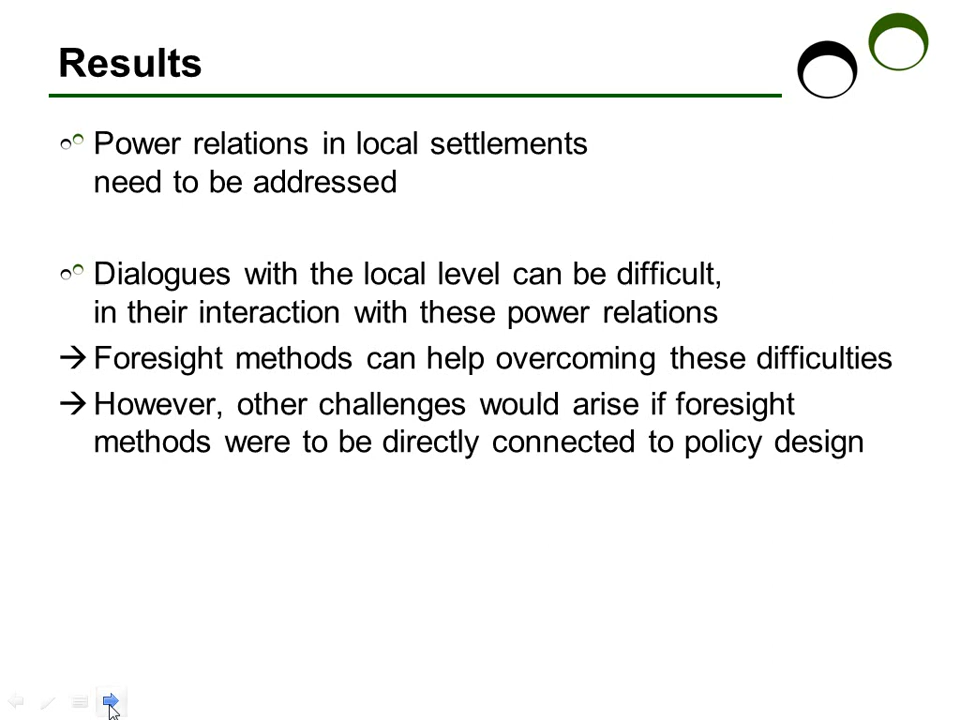 Results
Power relations in local settlements
need to be addressed
Dialogues with the local level can be difficult,
in their interaction with these power relations
→ Foresight methods can help overcoming these difficulties
→ However, other challenges would arise if foresight
methods were to be directly connected to policy design